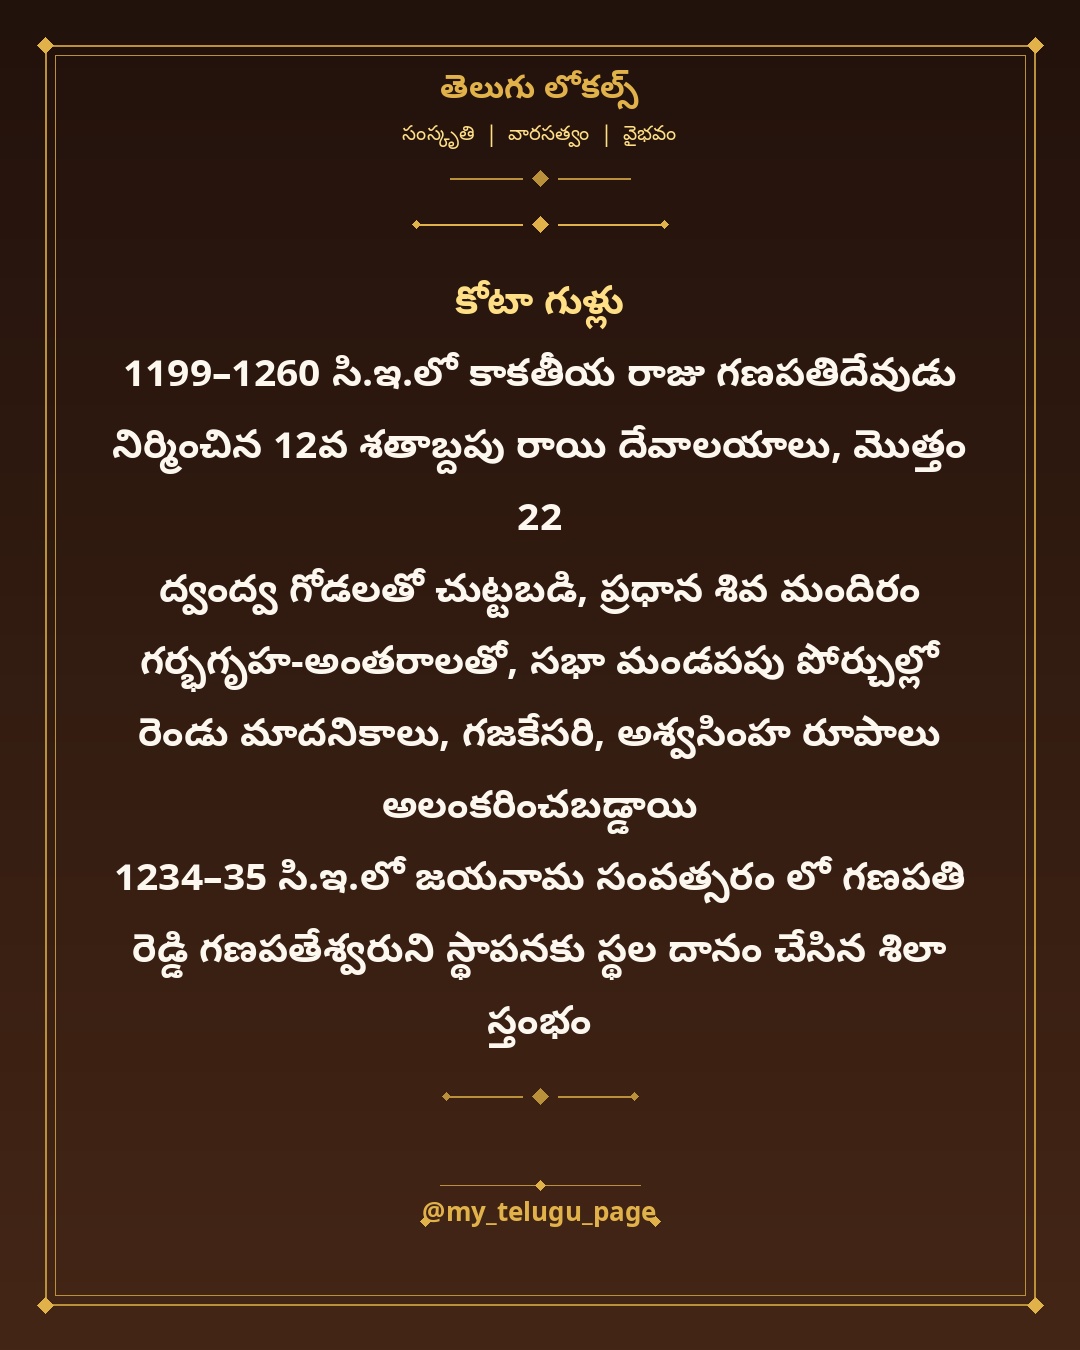 తెలుగు లోకల్స్
సంస్కృతి | వారసత్వం | వైభవం
కోటా గుళ్లు
1199–1260 సి.ఇ.లో కాకతీయ రాజు గణపతిదేవుడు
నిర్మించిన 12వ శతాబ్దపు రాయి దేవాలయాలు, మొత్తం
22
ద్వంద్వ గోడలతో చుట్టబడి, ప్రధాన శివ మందిరం
గర్భగృహ-అంతరాలతో, సభా మండపపు పోర్చుల్లో
రెండు మాదనికాలు, గజకేసరి, అశ్వసింహ రూపాలు
అలంకరించబడ్డాయి
1234–35 సి.ఇ.లో జయనామ సంవత్సరం లో గణపతి
రెడ్డి గణపతేశ్వరుని స్థాపనకు స్థల దానం చేసిన శిలా
స్తంభం
@my_telugu_page